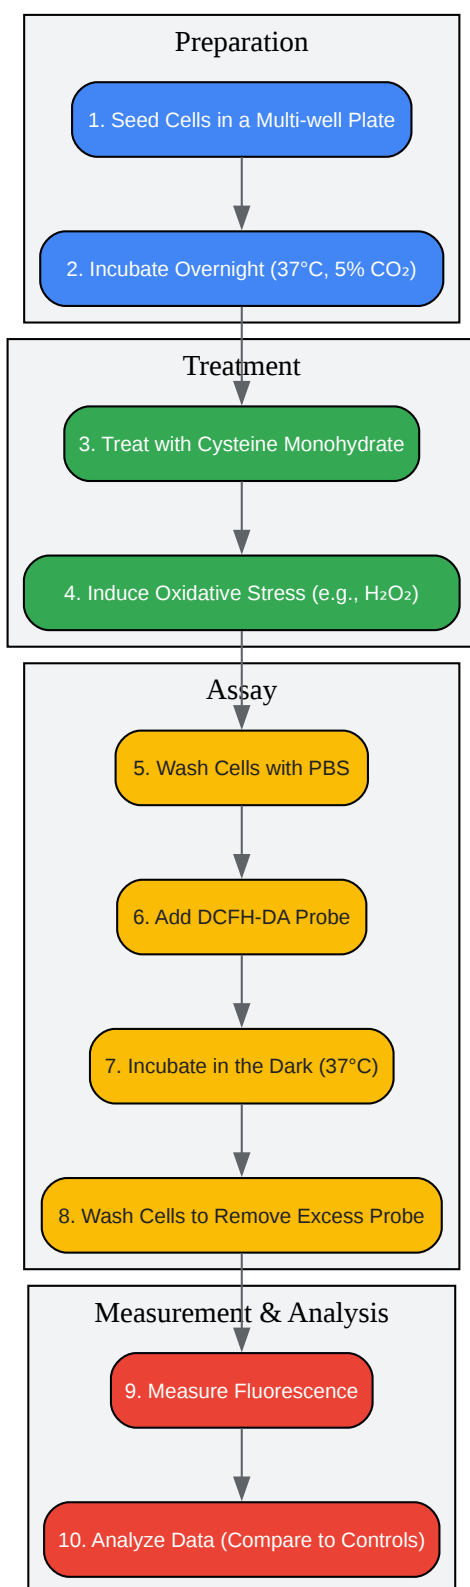 Preparation
1. Seed Cells in a Multi-well Plate
2. Incubate Overnight (37°C, 5% CO₂)
Treatment
3. Treat with Cysteine Monohydrate
4. Induce Oxidative Stress (e.g., H₂O₂)
Assay
5. Wash Cells with PBS
6. Add DCFH-DA Probe
7. Incubate in the Dark (37°C)
8. Wash Cells to Remove Excess Probe
Measurement & Analysis
9. Measure Fluorescence
10. Analyze Data (Compare to Controls)